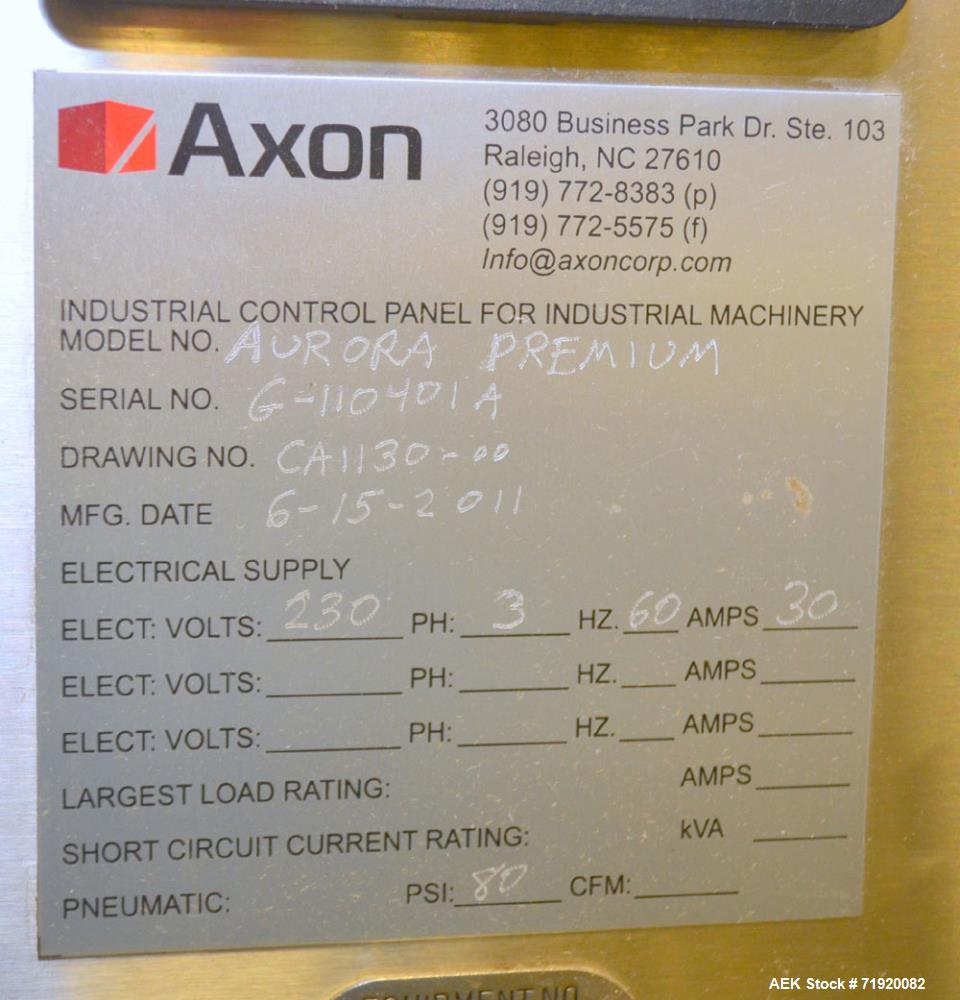 Axon
3080 Business Park Dr. Ste. 103
Raleigh, NC 27610
(919) 772-8383 (p)
(919) 772-5575 (f)
Info@axoncorp.com
INDUSTRIAL CONTROL PANEL FOR INDUSTRIAL MACHINERY
MODEL NO. AURORA PREMIUM
SERIAL NO. G-110401A
DRAWING NO. CA1130-00
MFG. DATE 6-15-2011
ELECTRICAL SUPPLY
ELECT: VOLTS: 230 PH: 3 HZ. 60 AMPS 30
ELECT: VOLTS: PH: HZ. AMPS
ELECT: VOLTS: PH: HZ. AMPS
LARGEST LOAD RATING: AMPS
SHORT CIRCUIT CURRENT RATING: kVA
PNEUMATIC: PSI: 80 CFM:
EQUIPMENT NO.
AEK Stock # 71920082